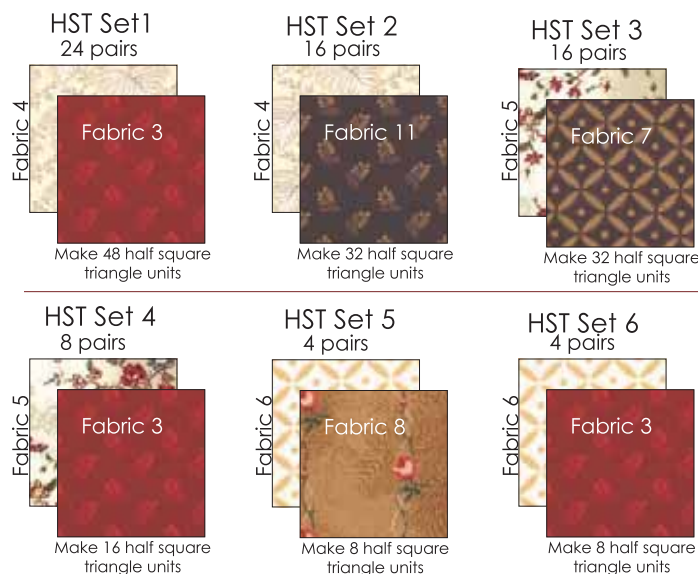 HST Set1
24 pairs
Fabric 4
Fabric 3
Make 48 half square
triangle units
HST Set 2
16 pairs
Fabric 4
Fabric 11
Make 32 half square
triangle units
HST Set 3
16 pairs
Fabric 5
Fabric 7
Make 32 half square
triangle units
HST Set 4
8 pairs
Fabric 5
Fabric 3
Make 16 half square
triangle units
HST Set 5
4 pairs
Fabric 6
Fabric 8
Make 8 half square
triangle units
HST Set 6
4 pairs
Fabric 6
Fabric 3
Make 8 half square
triangle units